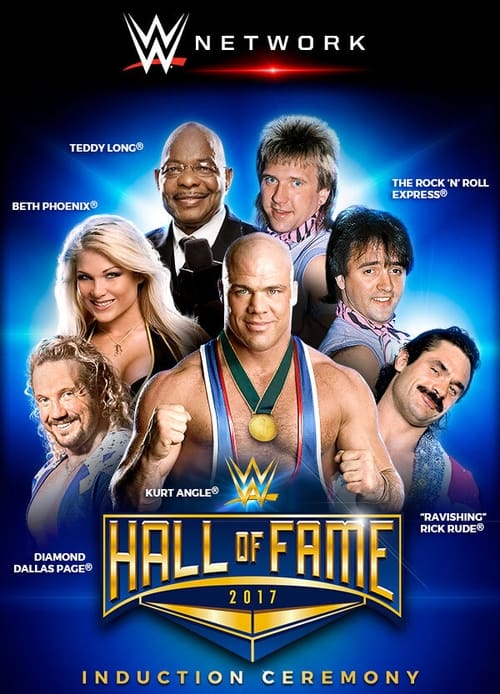 W NETWORK
TEDDY LONG®
THE ROCK 'N' ROLL
EXPRESS®
BETH PHOENIX®
KURT ANGLE®
W
"RAVISHING"
RICK RUDE®
DIAMOND
DALLAS PAGE®
HALL OF FAME
2017
INDUCTION CEREMONY